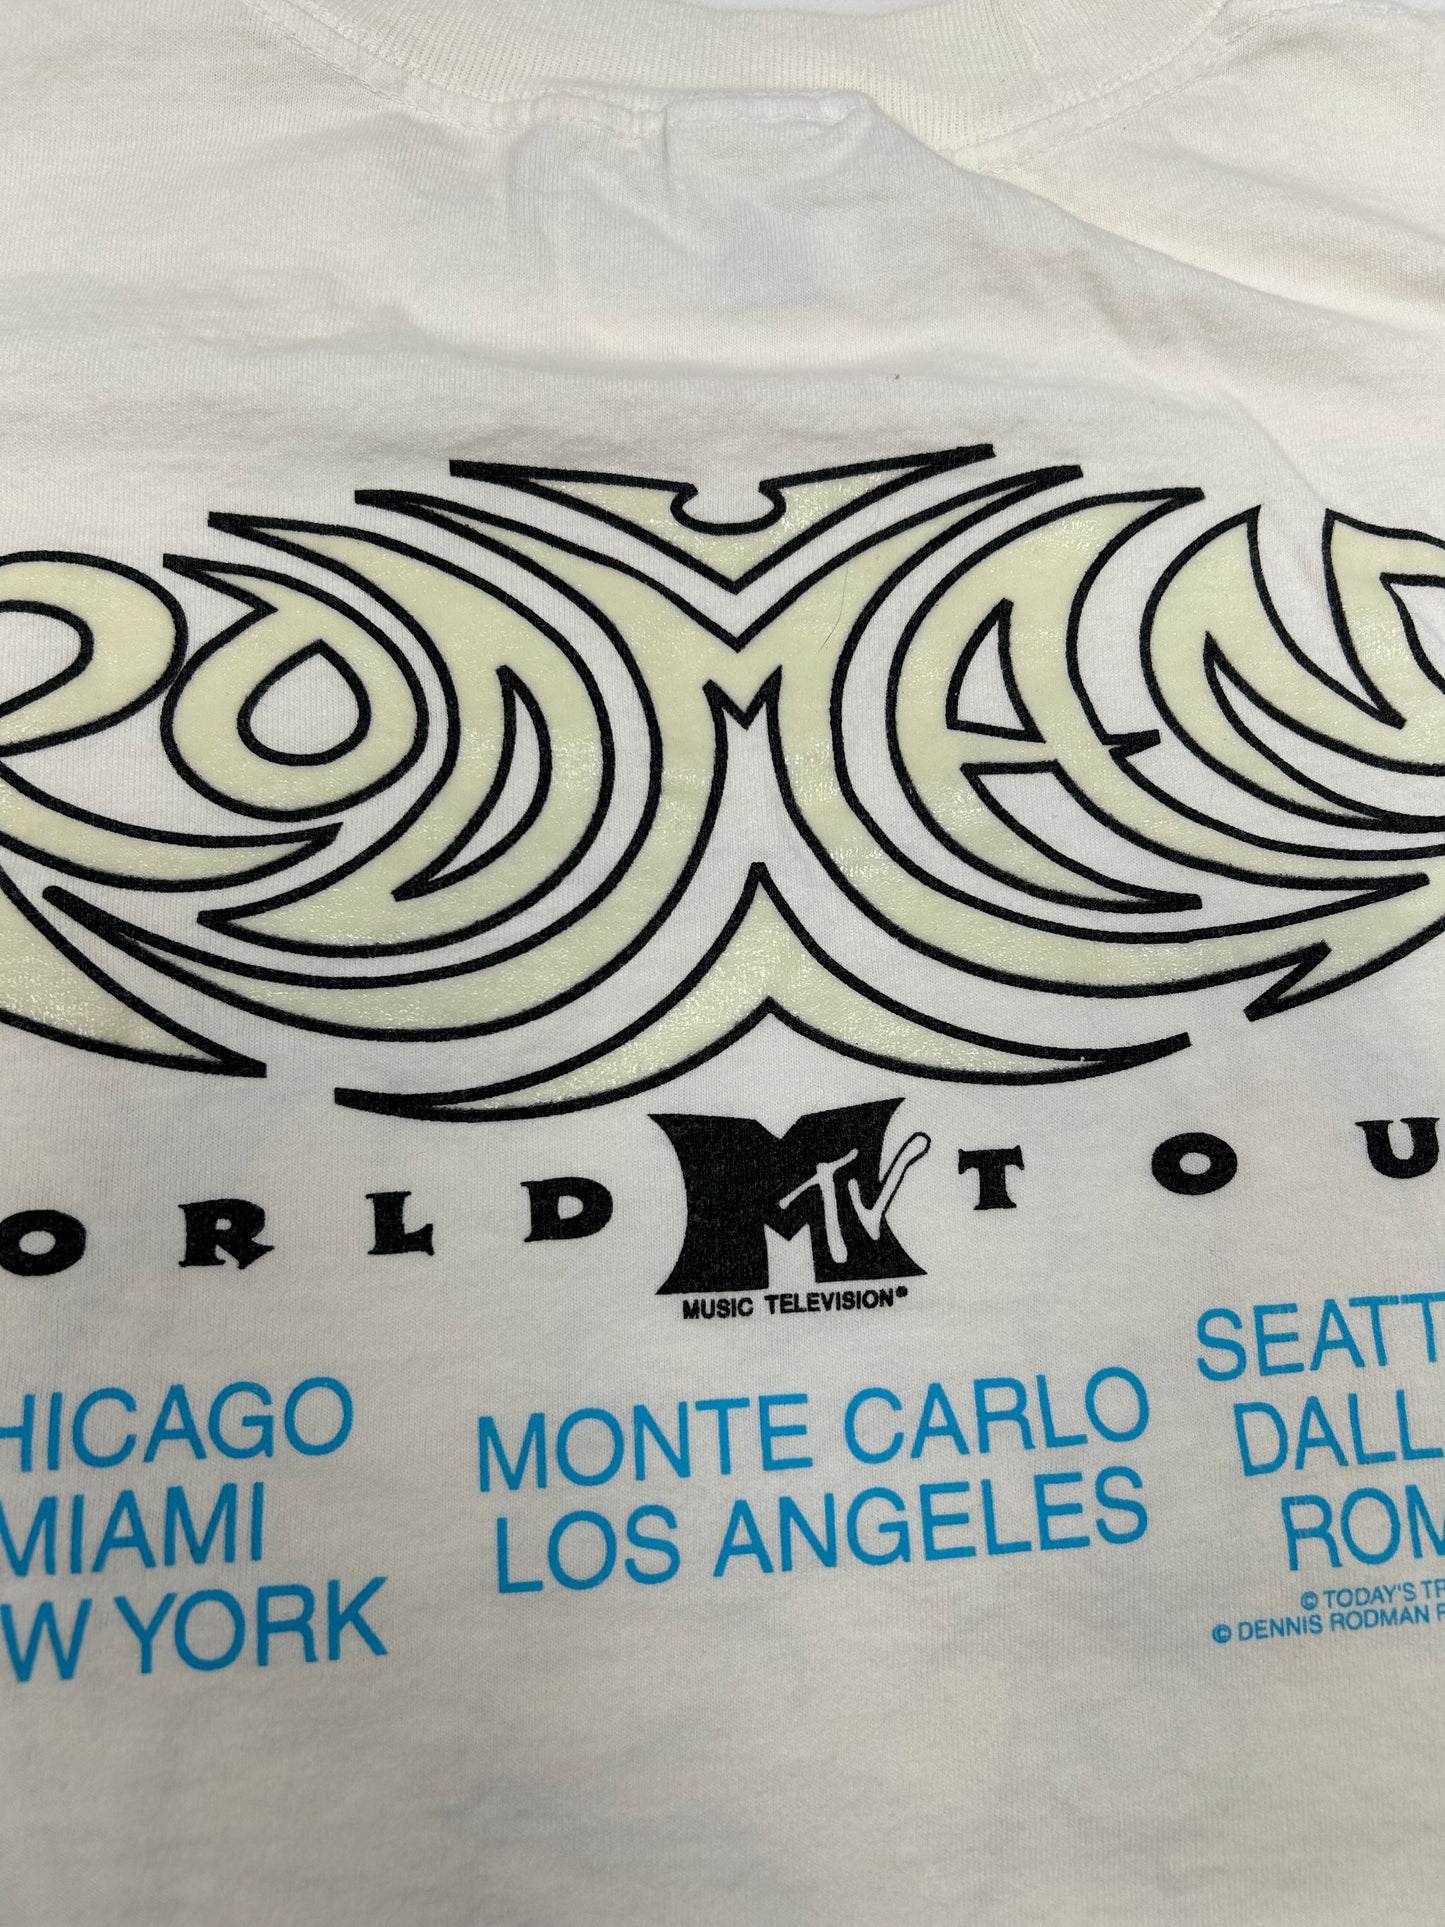 RODMAN
ORLD MTV TOU
MUSIC TELEVISION®
HICAGO MONTE CARLO SEATT
MIAMI LOS ANGELES DALL
W YORK ROM
© TODAY'S TR
© DENNIS RODMAN F